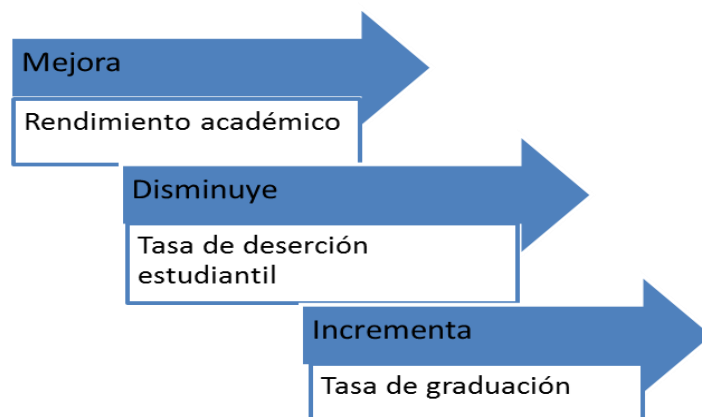 Mejora
Rendimiento académico
Disminuye
Tasa de deserción
estudiantil
Incrementa
Tasa de graduación